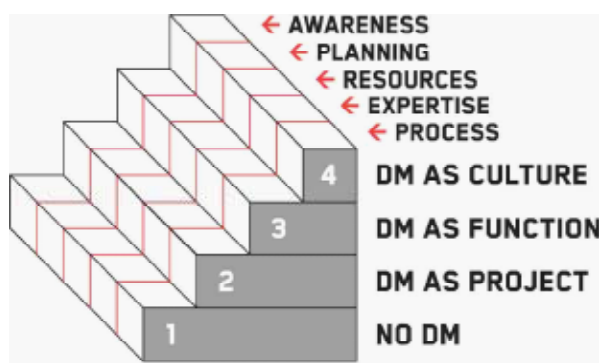 ← AWARENESS
← PLANNING
← RESOURCES
← EXPERTISE
← PROCESS
4 DM AS CULTURE
3 DM AS FUNCTION
2 DM AS PROJECT
1 NO DM